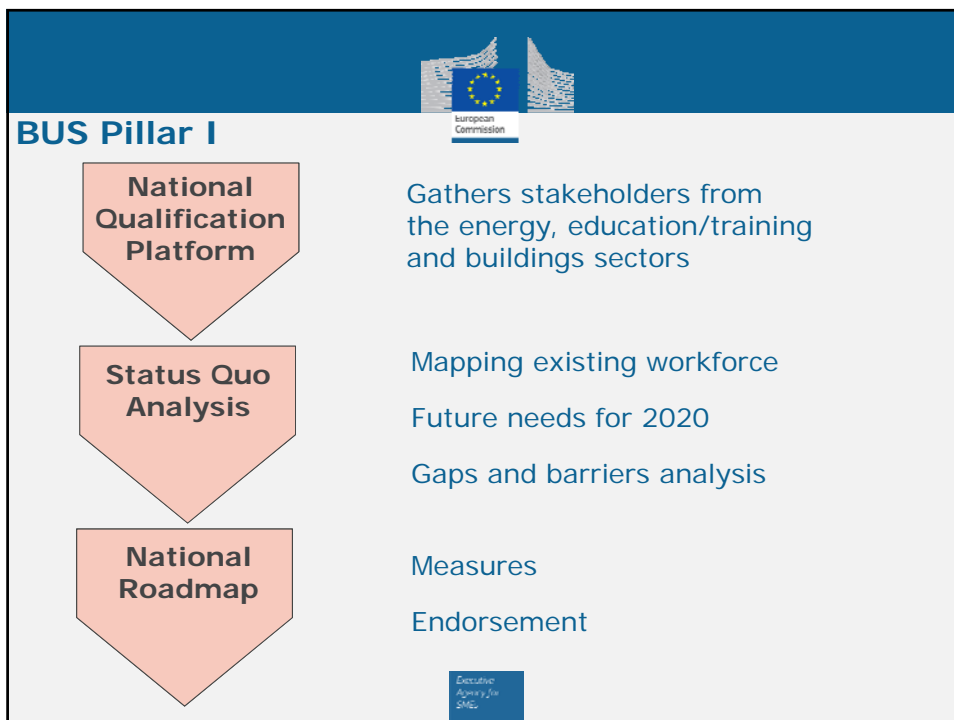 European
Commission
BUS Pillar I
National
Qualification
Platform
Gathers stakeholders from
the energy, education/training
and buildings sectors
Status Quo
Analysis
Mapping existing workforce
Future needs for 2020
Gaps and barriers analysis
National
Roadmap
Measures
Endorsement
Executive
Agency for
SMEs